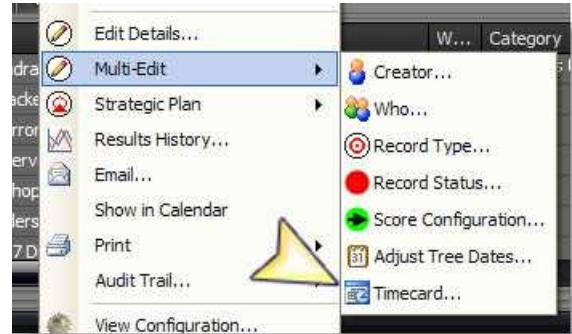 W... Category
Edit Details...
Multi-Edit
Strategic Plan
Results History...
Email...
Show in Calendar
Print
Audit Trail...
View Configuration...
Creator...
Who...
Record Type...
Record Status...
Score Configuration...
Adjust Tree Dates...
Timecard...